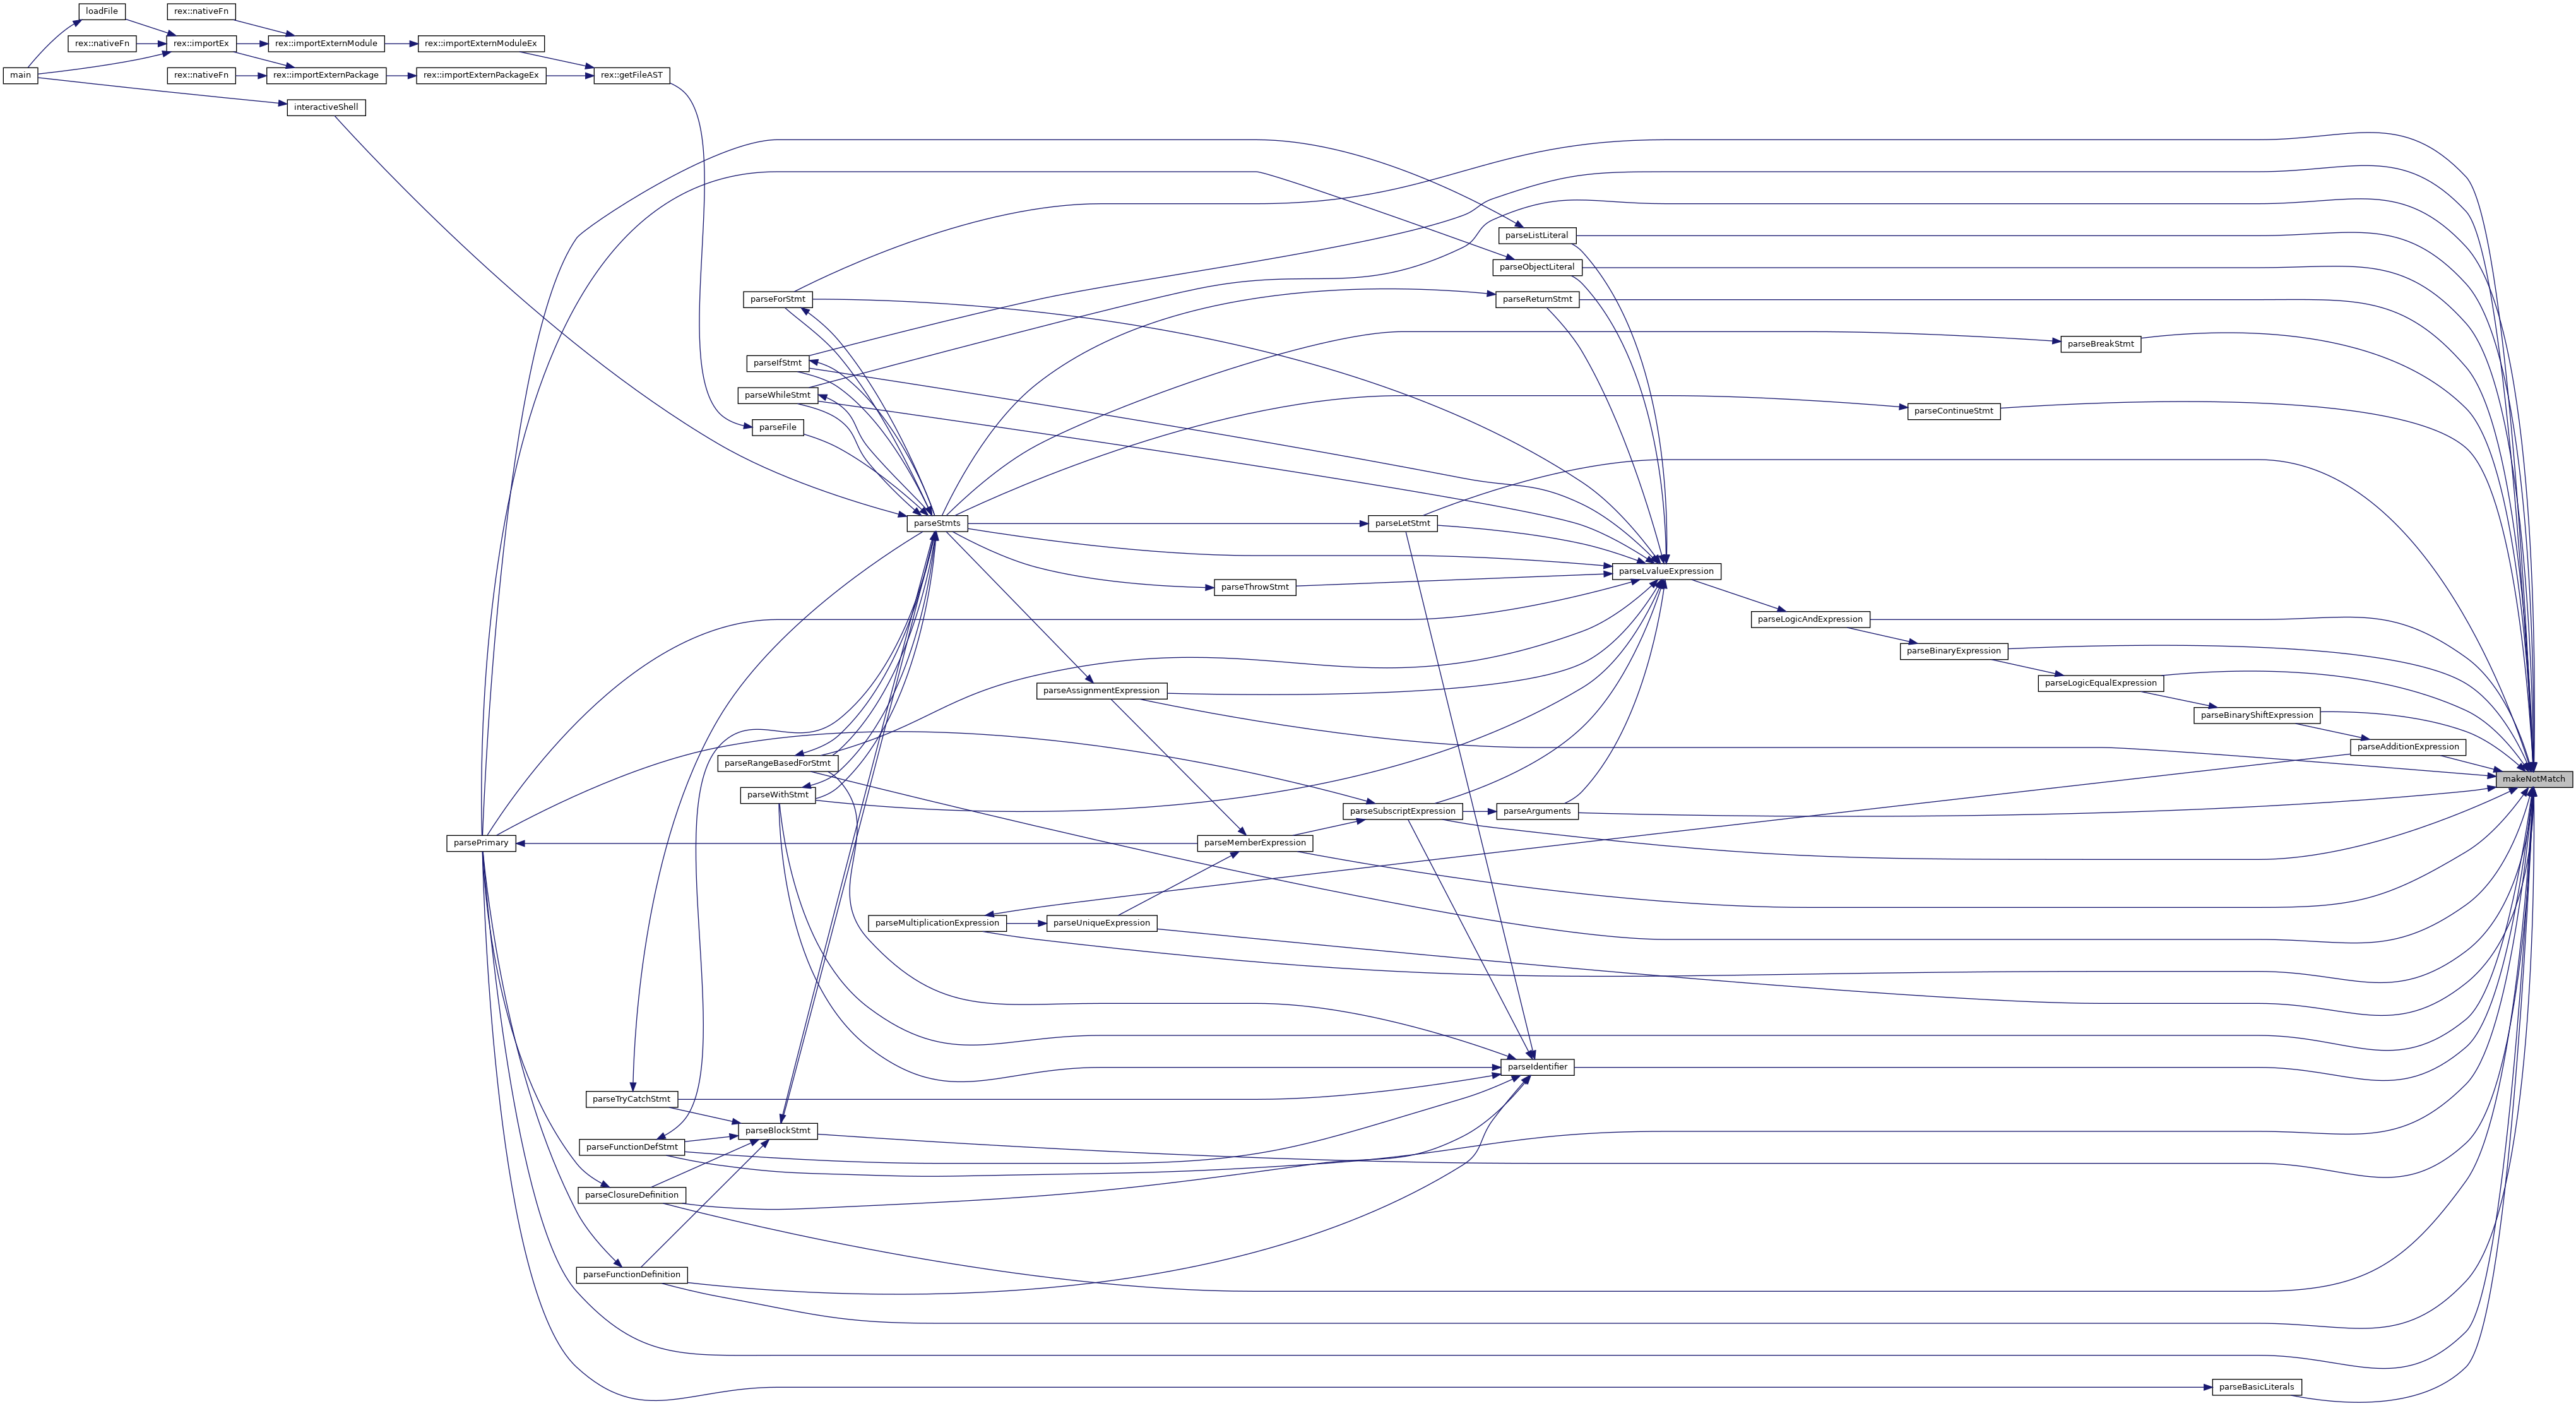 loadFile
rex::nativeFn
rex::nativeFn
rex::importEx
rex::importExternModule
rex::importExternModuleEx
main
rex::nativeFn
rex::importExternPackage
rex::importExternPackageEx
rex::getFileAST
interactiveShell
parseListLiteral
parseObjectLiteral
parseForStmt
parseReturnStmt
parseBreakStmt
parseIfStmt
parseWhileStmt
parseContinueStmt
parseFile
parseStmts
parseLetStmt
parseLvalueExpression
parseThrowStmt
parseLogicAndExpression
parseBinaryExpression
parseLogicEqualExpression
parseAssignmentExpression
parseBinaryShiftExpression
parseAdditionExpression
parseRangeBasedForStmt
makeNotMatch
parseWithStmt
parseSubscriptExpression
parseArguments
parsePrimary
parseMemberExpression
parseMultiplicationExpression
parseUniqueExpression
parseIdentifier
parseTryCatchStmt
parseBlockStmt
parseFunctionDefStmt
parseClosureDefinition
parseFunctionDefinition
parseBasicLiterals